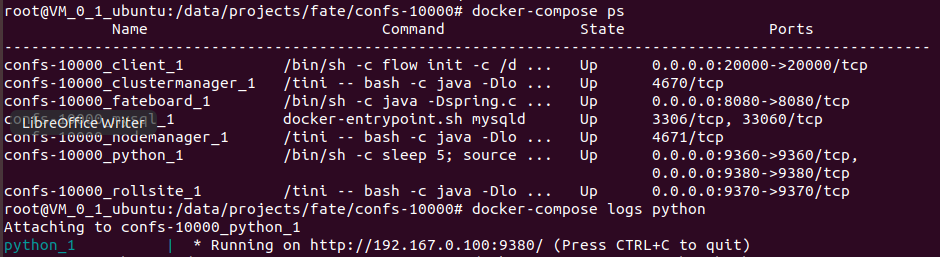 root@VM_0_1_ubuntu:/data/projects/fate/confs-10000# docker-compose ps
Name Command State Ports
--------------------------------------------------------------------------------------------------------------
confs-10000_client_1 /bin/sh -c flow init -c /d ... Up 0.0.0.0:20000->20000/tcp
confs-10000_clustermanager_1 /tini -- bash -c java -Dlo ... Up 4670/tcp
confs-10000_fateboard_1 /bin/sh -c java -Dspring.c ... Up 0.0.0.0:8080->8080/tcp
_1 docker-entrypoint.sh mysqld Up 3306/tcp, 33060/tcp
LibreOffice Writer
confs-10000_nodemanager_1 /tini -- bash -c java -Dlo ... Up 4671/tcp
confs-10000_python_1 /bin/sh -c sleep 5; source ... Up 0.0.0.0:9360->9360/tcp,
0.0.0.0:9380->9380/tcp
confs-10000_rollsite_1 /tini -- bash -c java -Dlo ... Up 0.0.0.0:9370->9370/tcp
root@VM_0_1_ubuntu:/data/projects/fate/confs-10000# docker-compose logs python
Attaching to confs-10000_python_1
python_1 | * Running on http://192.167.0.100:9380/ (Press CTRL+C to quit)